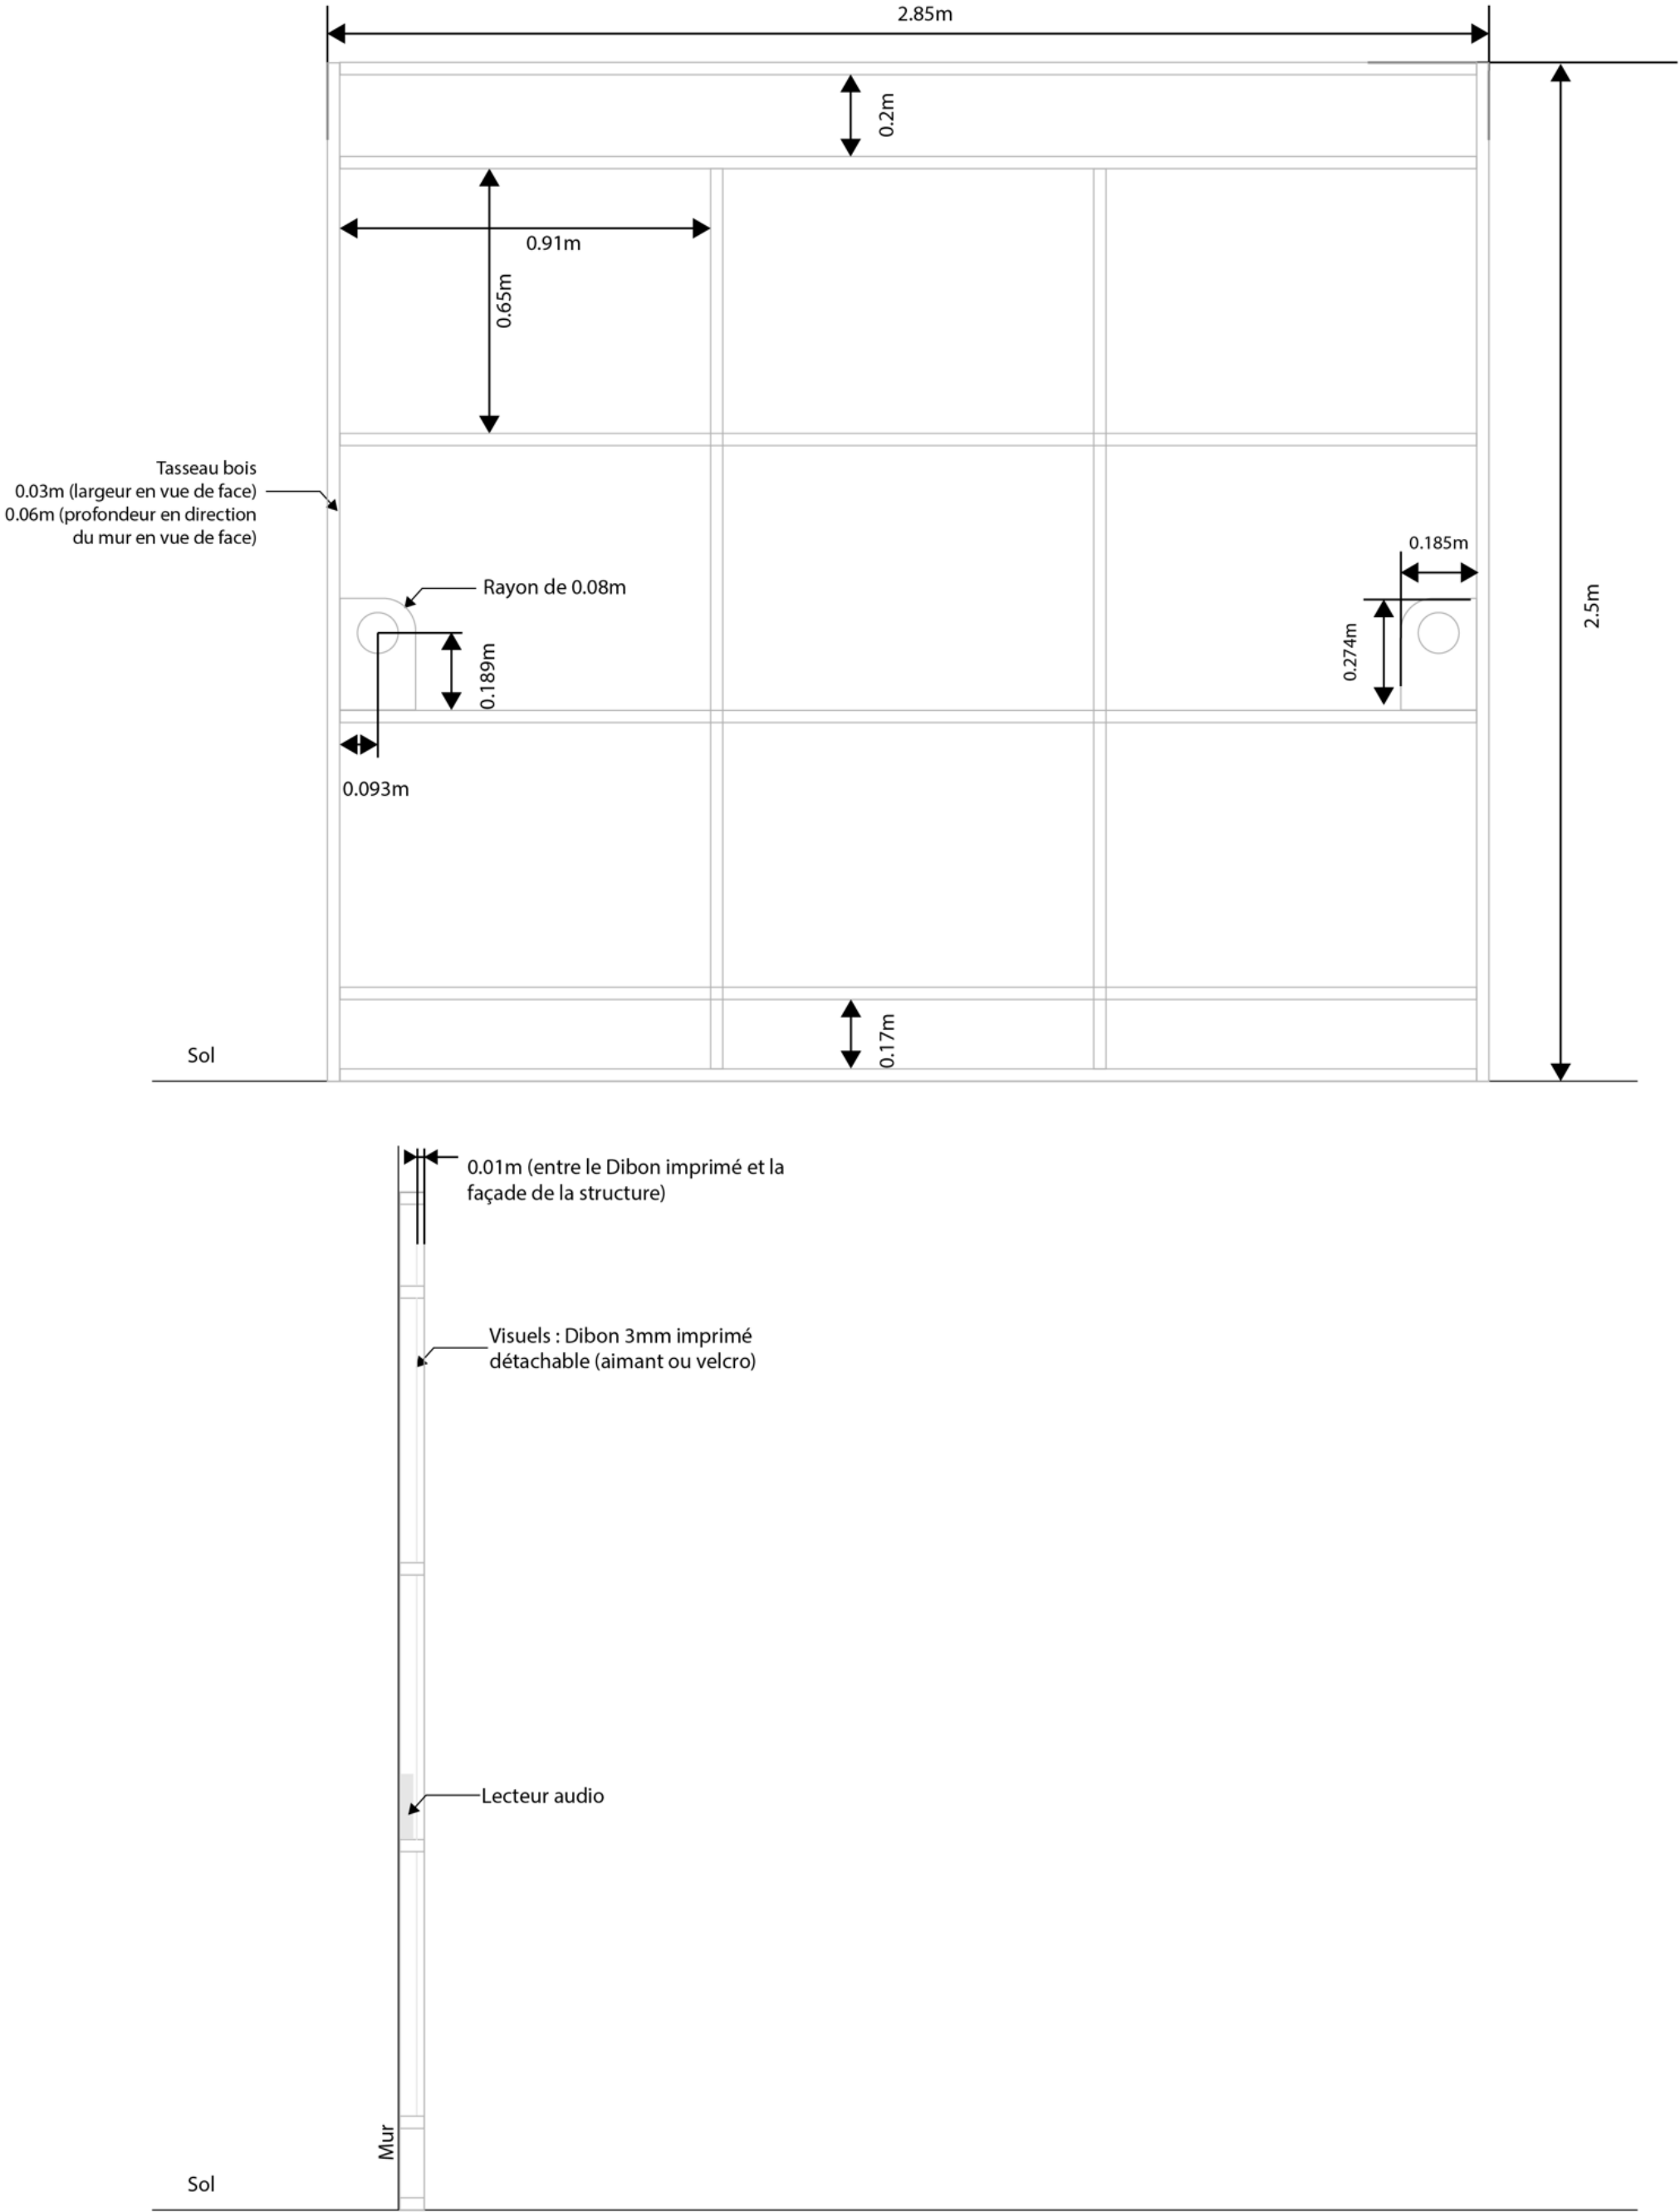 2.85m
0.2m
0.91m
0.65m
Tasseau bois
0.03m (largeur en vue de face)
0.06m (profondeur en direction
du mur en vue de face)
Rayon de 0.08m
0.185m
2.5m
0.274m
0.189m
0.093m
0.17m
Sol
0.01m (entre le Dibon imprimé et la
façade de la structure)
Visuels : Dibon 3mm imprimé
détachable (aimant ou velcro)
Lecteur audio
Mur
Sol